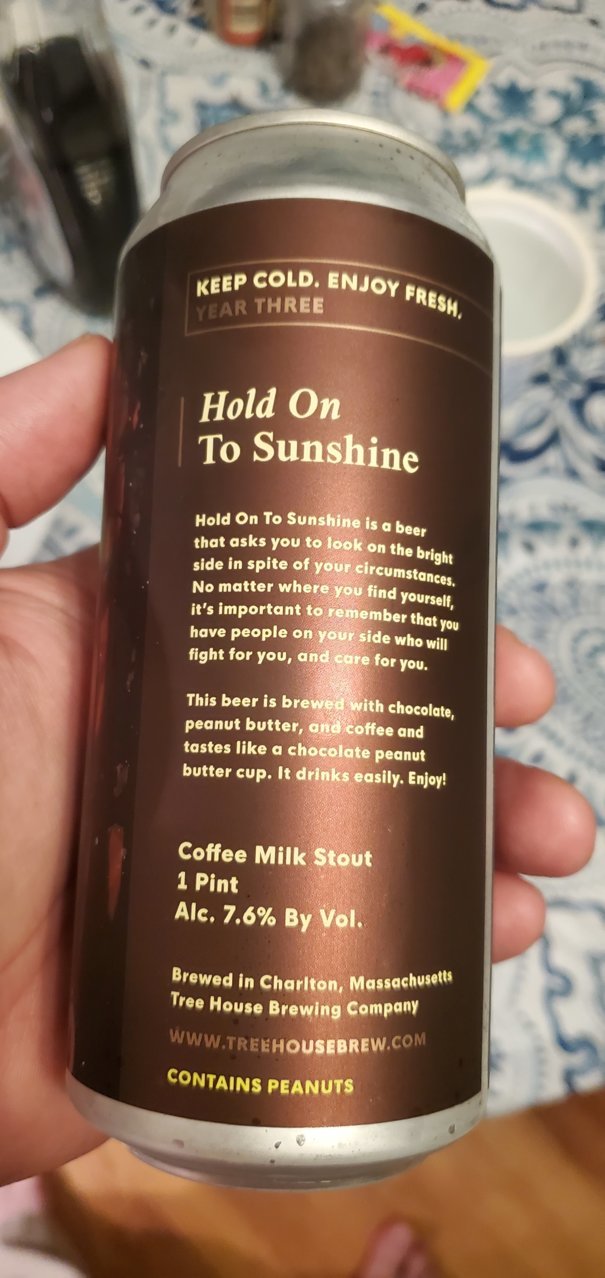 KEEP COLD. ENJOY FRESH.
YEAR THREE
Hold On
To Sunshine
Hold On To Sunshine is a beer
that asks you to look on the bright
side in spite of your circumstances.
No matter where you find yourself,
it's important to remember that you
have people on your side who will
fight for you, and care for you.
This beer is brewed with chocolate,
peanut butter, and coffee and
tastes like a chocolate peanut
butter cup. It drinks easily. Enjoy!
Coffee Milk Stout
1 Pint
Alc. 7.6% By Vol.
Brewed in Charlton, Massachusetts
Tree House Brewing Company
WWW.TREEHOUSEBREW.COM
CONTAINS PEANUTS